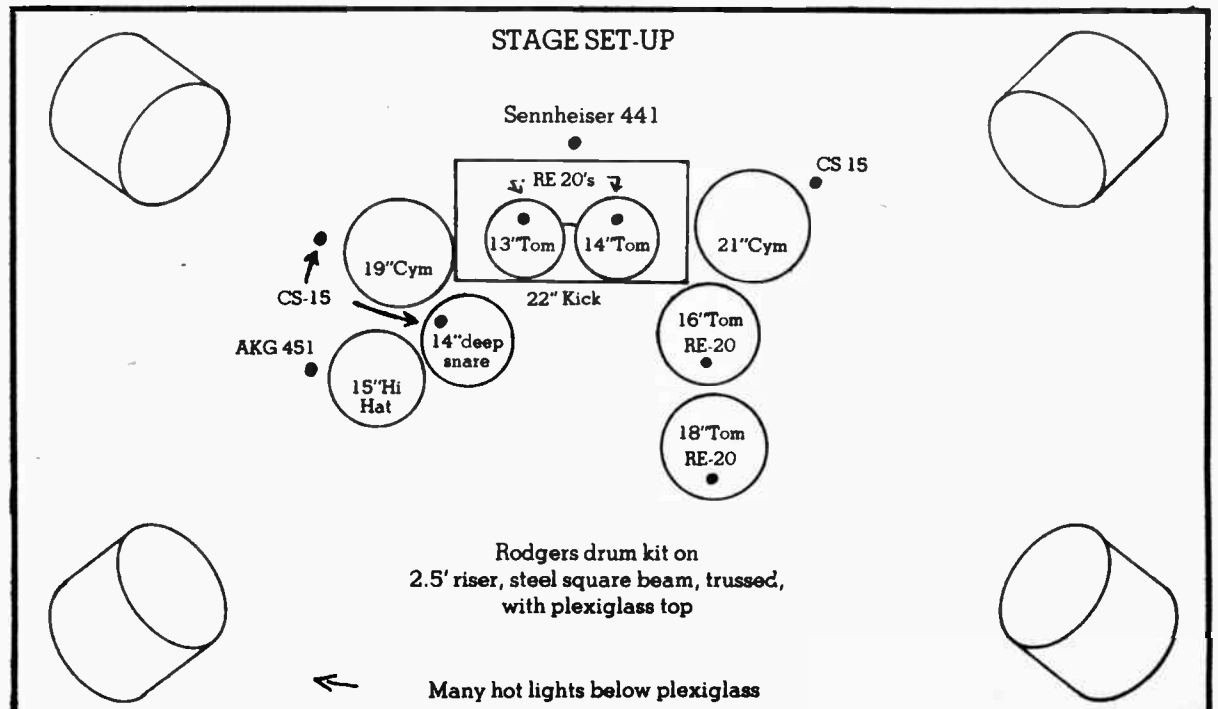 STAGE SET-UP
Sennheiser 441
RE 20's
CS 15
13"Tom
14"Tom
21"Cym
19"Cym
CS-15
22" Kick
14"deep
snare
16"Tom
RE-20
AKG 451
15"Hi
Hat
18"Tom
RE-20
Rodgers drum kit on
2.5' riser, steel square beam, trussed,
with plexiglass top
Many hot lights below plexiglass